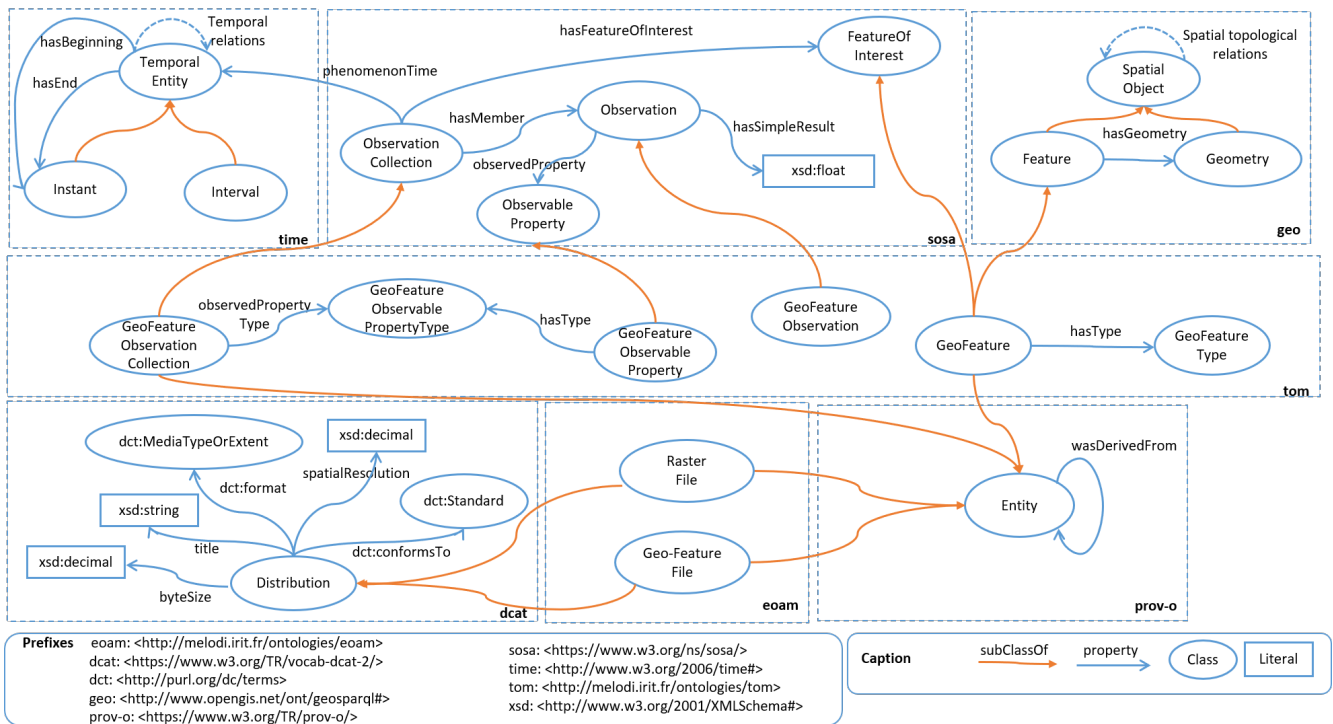 hasBeginning
Temporal
relations
hasEnd
Temporal
Entity
Instant
Interval
time
phenomenonTime
hasFeatureOfInterest
FeatureOf
Interest
Observation
Collection
hasMember
Observation
hasSimpleResult
xsd:float
observedProperty
Observable
Property
sosa
Spatial topological
relations
Spatial
Object
hasGeometry
Feature
Geometry
geo
GeoFeature
Observation
Collection
observedProperty
Type
GeoFeature
Observable
PropertyType
hasType
GeoFeature
Observable
Property
GeoFeature
Observation
GeoFeature
hasType
GeoFeature
Type
tom
dct:MediaTypeOrExtent
xsd:decimal
spatialResolution
dct:format
dct:Standard
xsd:string
title
dct:conformsTo
xsd:decimal
byteSize
Distribution
dcat
Raster
File
Geo-Feature
File
eoam
Entity
wasDerivedFrom
prov-o
Prefixes
eoam: <http://melodi.irit.fr/ontologies/eoam>
dcat: <https://www.w3.org/TR/vocab-dcat-2/>
dct: <http://purl.org/dc/terms>
geo: <http://www.opengis.net/ont/geosparql#>
prov-o: <https://www.w3.org/TR/prov-o/>
sosa: <https://www.w3.org/ns/sosa/>
time: <http://www.w3.org/2006/time#>
tom: <http://melodi.irit.fr/ontologies/tom>
xsd: <http://www.w3.org/2001/XMLSchema#>
Caption
subClassOf
property
Class
Literal